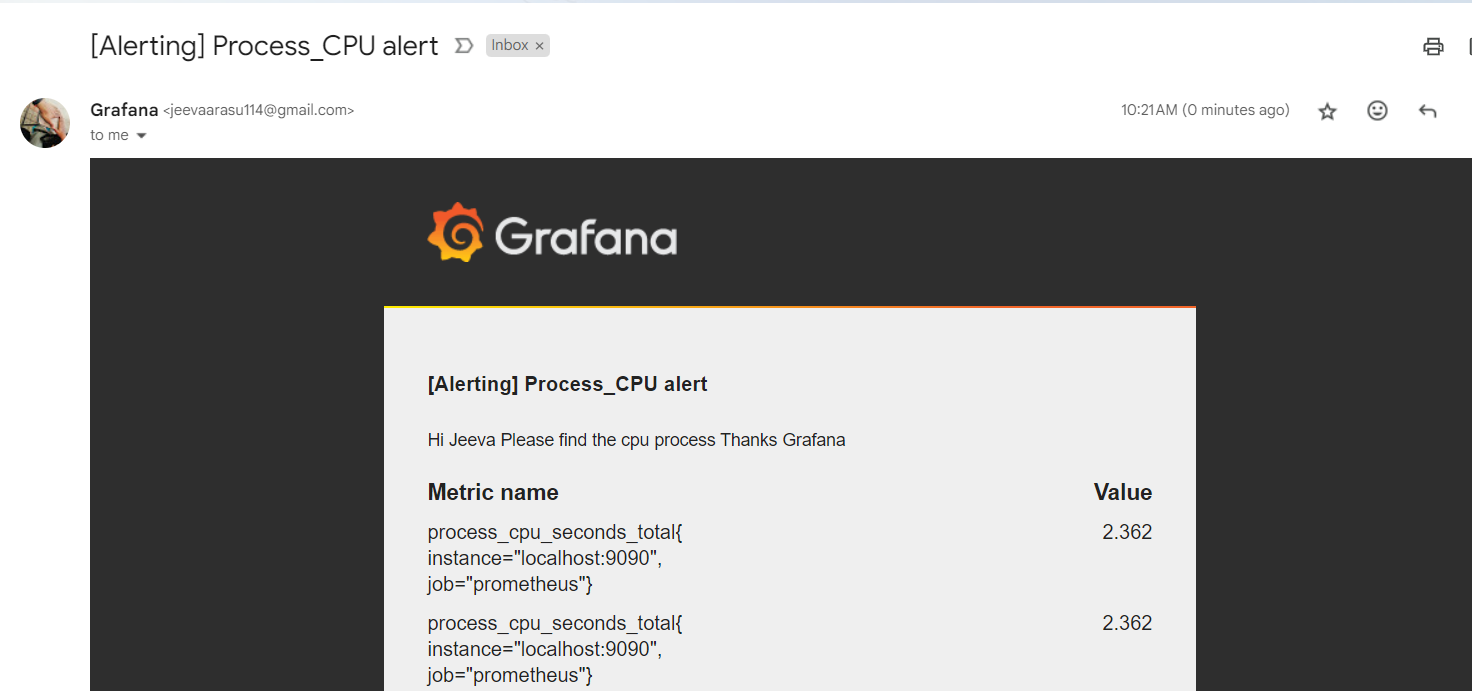 [Alerting] Process_CPU alert Inbox ×
Grafana <jeevaarasu114@gmail.com> 10:21 AM (0 minutes ago)
to me
Grafana
[Alerting] Process_CPU alert
Hi Jeeva Please find the cpu process Thanks Grafana
Metric name Value
process_cpu_seconds_total{ 2.362
instance="localhost:9090",
job="prometheus"}
process_cpu_seconds_total{ 2.362
instance="localhost:9090",
job="prometheus"}